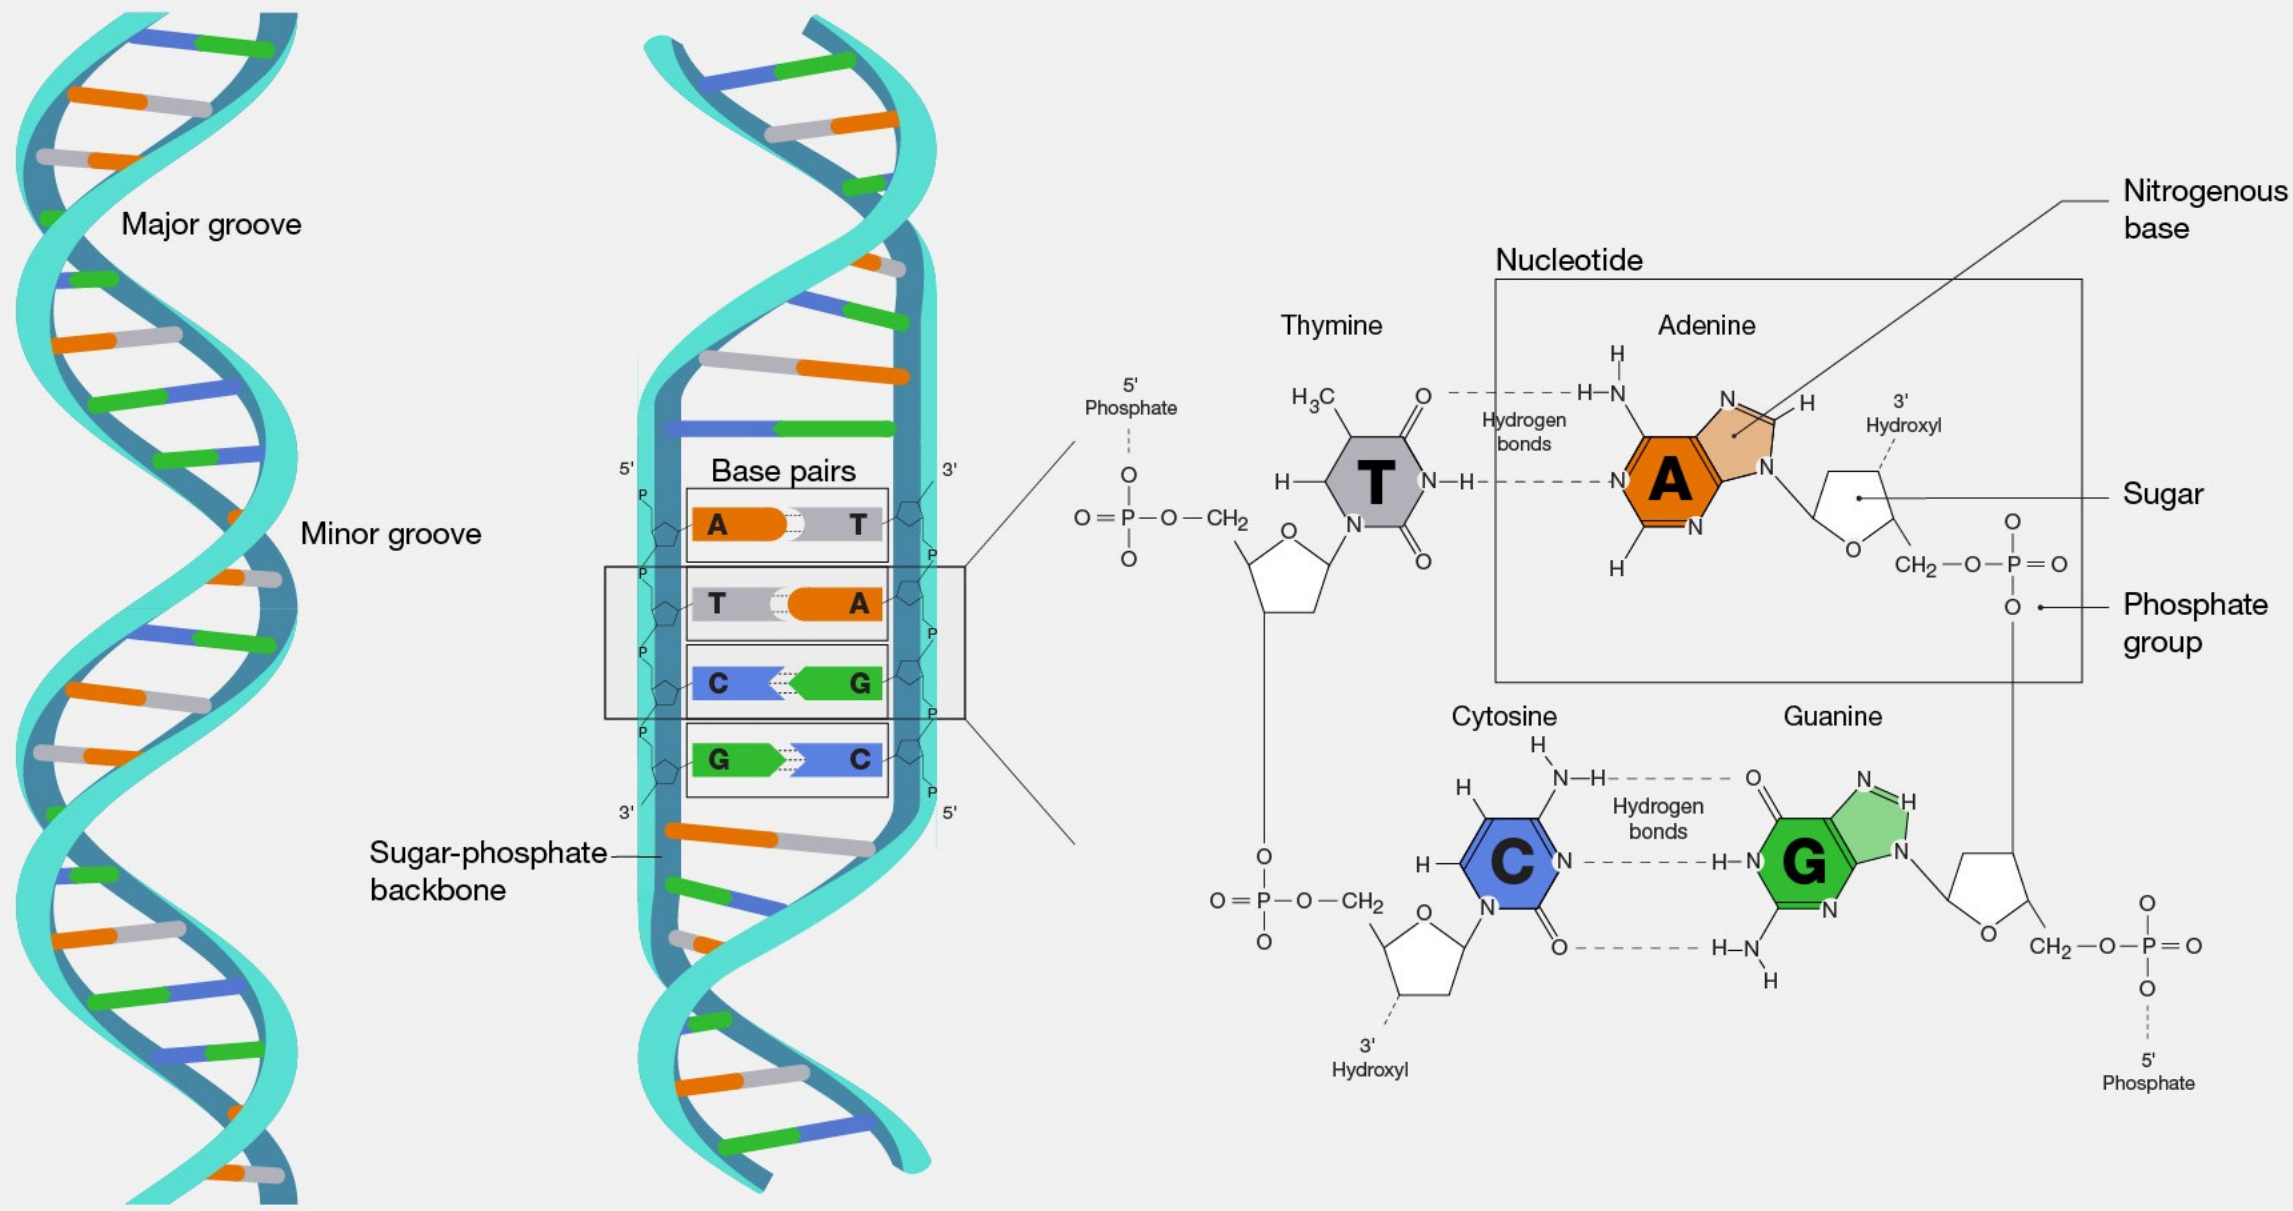 Major groove
Minor groove
Sugar-phosphate
backbone
5'
3'
Base pairs
P
P
P
P
A
T
T
A
C
G
G
C
P
P
P
P
3'
5'
Nitrogenous
base
Nucleotide
Thymine
Adenine
5'
Phosphate
O
O=P—O—CH₂
O
H₃C
O
H
T
N—H
N
O
O
Hydrogen
bonds
H
H—N
N
A
N
H
N
H
N
3'
Hydroxyl
Sugar
O
CH₂—O—P=O
O
O
Phosphate
group
Cytosine
Guanine
H
N—H
H
H
C
N
N
O
Hydrogen
bonds
O
N
H
H—N
G
N
N
H—N
H
O
O=P—O—CH₂
O
O
3'
Hydroxyl
O
O
CH₂—O—P=O
O
5'
Phosphate